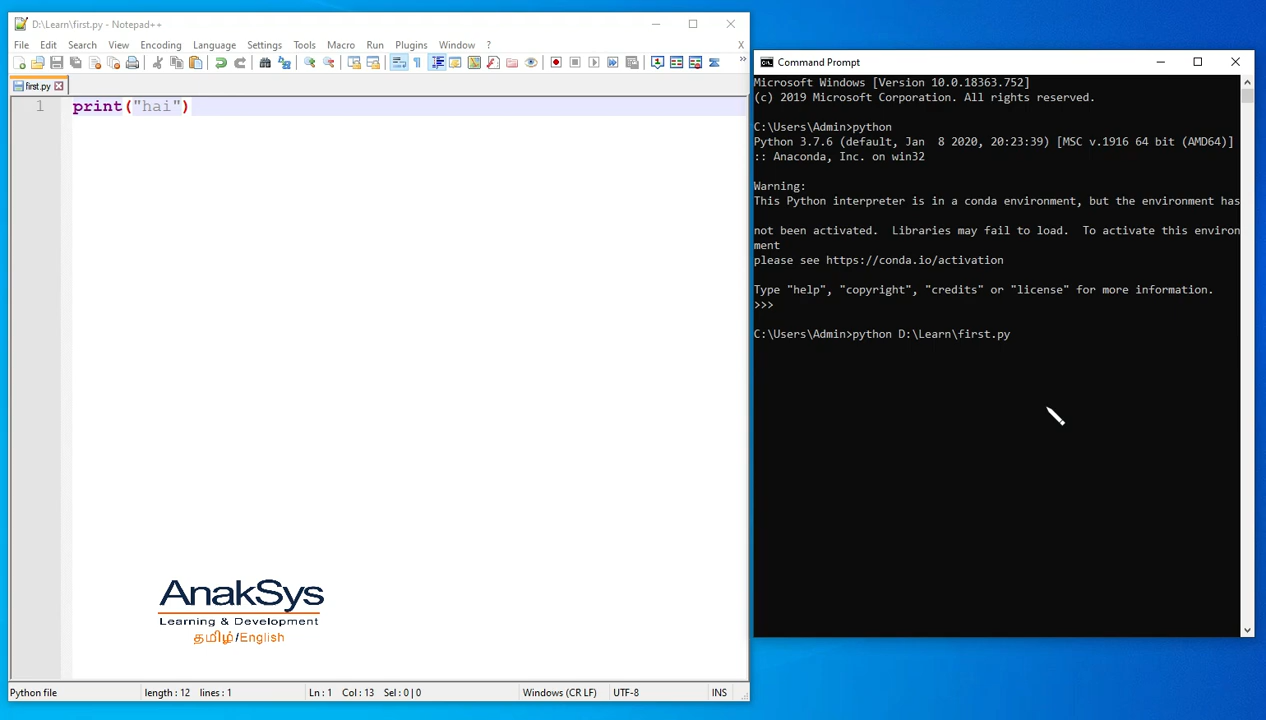 D:\Learn\first.py - Notepad++
File Edit Search View Encoding Language Settings Tools Macro Run Plugins Window ? X
first.py
1 print("hai")
AnakSys
Learning & Development
தமிழ்/English
Python file length : 12 lines : 1 Ln : 1 Col : 13 Sel : 0 | 0 Windows (CR LF) UTF-8 INS
Command Prompt
Microsoft Windows [Version 10.0.18363.752]
(c) 2019 Microsoft Corporation. All rights reserved.
C:\Users\Admin>python
Python 3.7.6 (default, Jan  8 2020, 20:23:39) [MSC v.1916 64 bit (AMD64)]
:: Anaconda, Inc. on win32
Warning:
This Python interpreter is in a conda environment, but the environment has
not been activated.  Libraries may fail to load.  To activate this environ
ment
please see https://conda.io/activation
Type "help", "copyright", "credits" or "license" for more information.
>>>
C:\Users\Admin>python D:\Learn\first.py